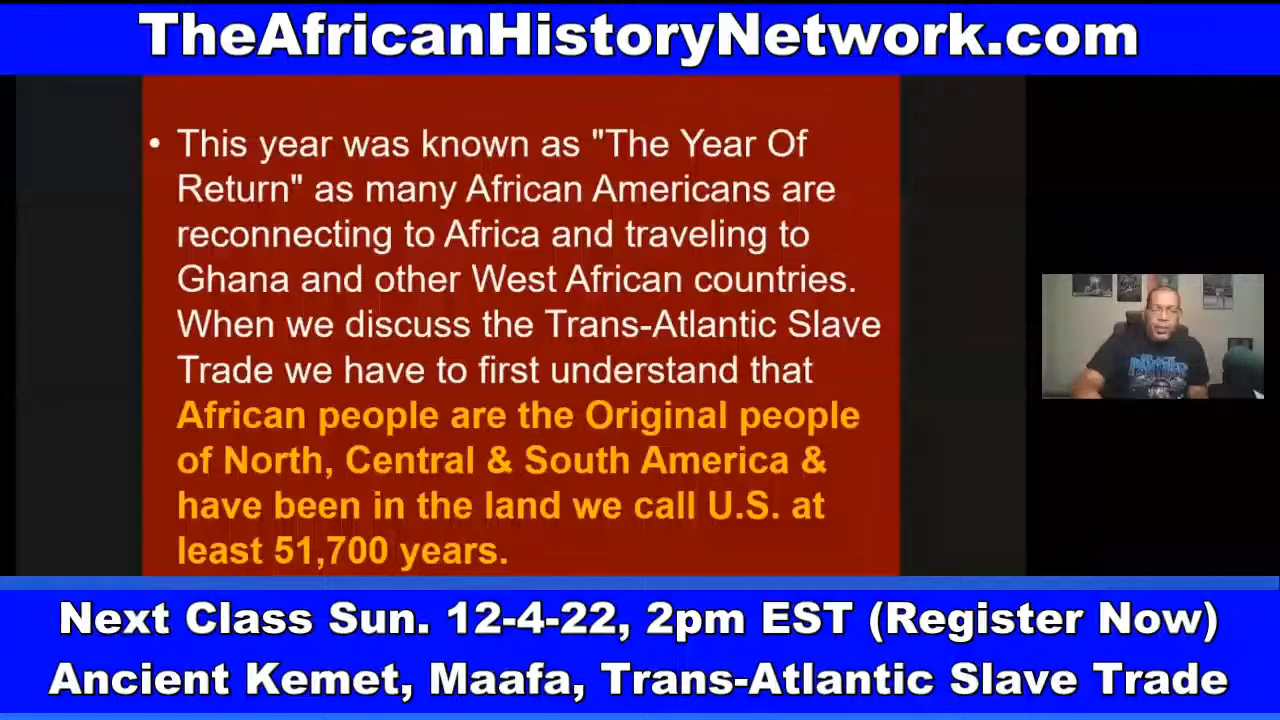 TheAfricanHistoryNetwork.com
• This year was known as "The Year Of
Return" as many African Americans are
reconnecting to Africa and traveling to
Ghana and other West African countries.
When we discuss the Trans-Atlantic Slave
Trade we have to first understand that
African people are the Original people
of North, Central & South America &
have been in the land we call U.S. at
least 51,700 years.
Next Class Sun. 12-4-22, 2pm EST (Register Now)
Ancient Kemet, Maafa, Trans-Atlantic Slave Trade